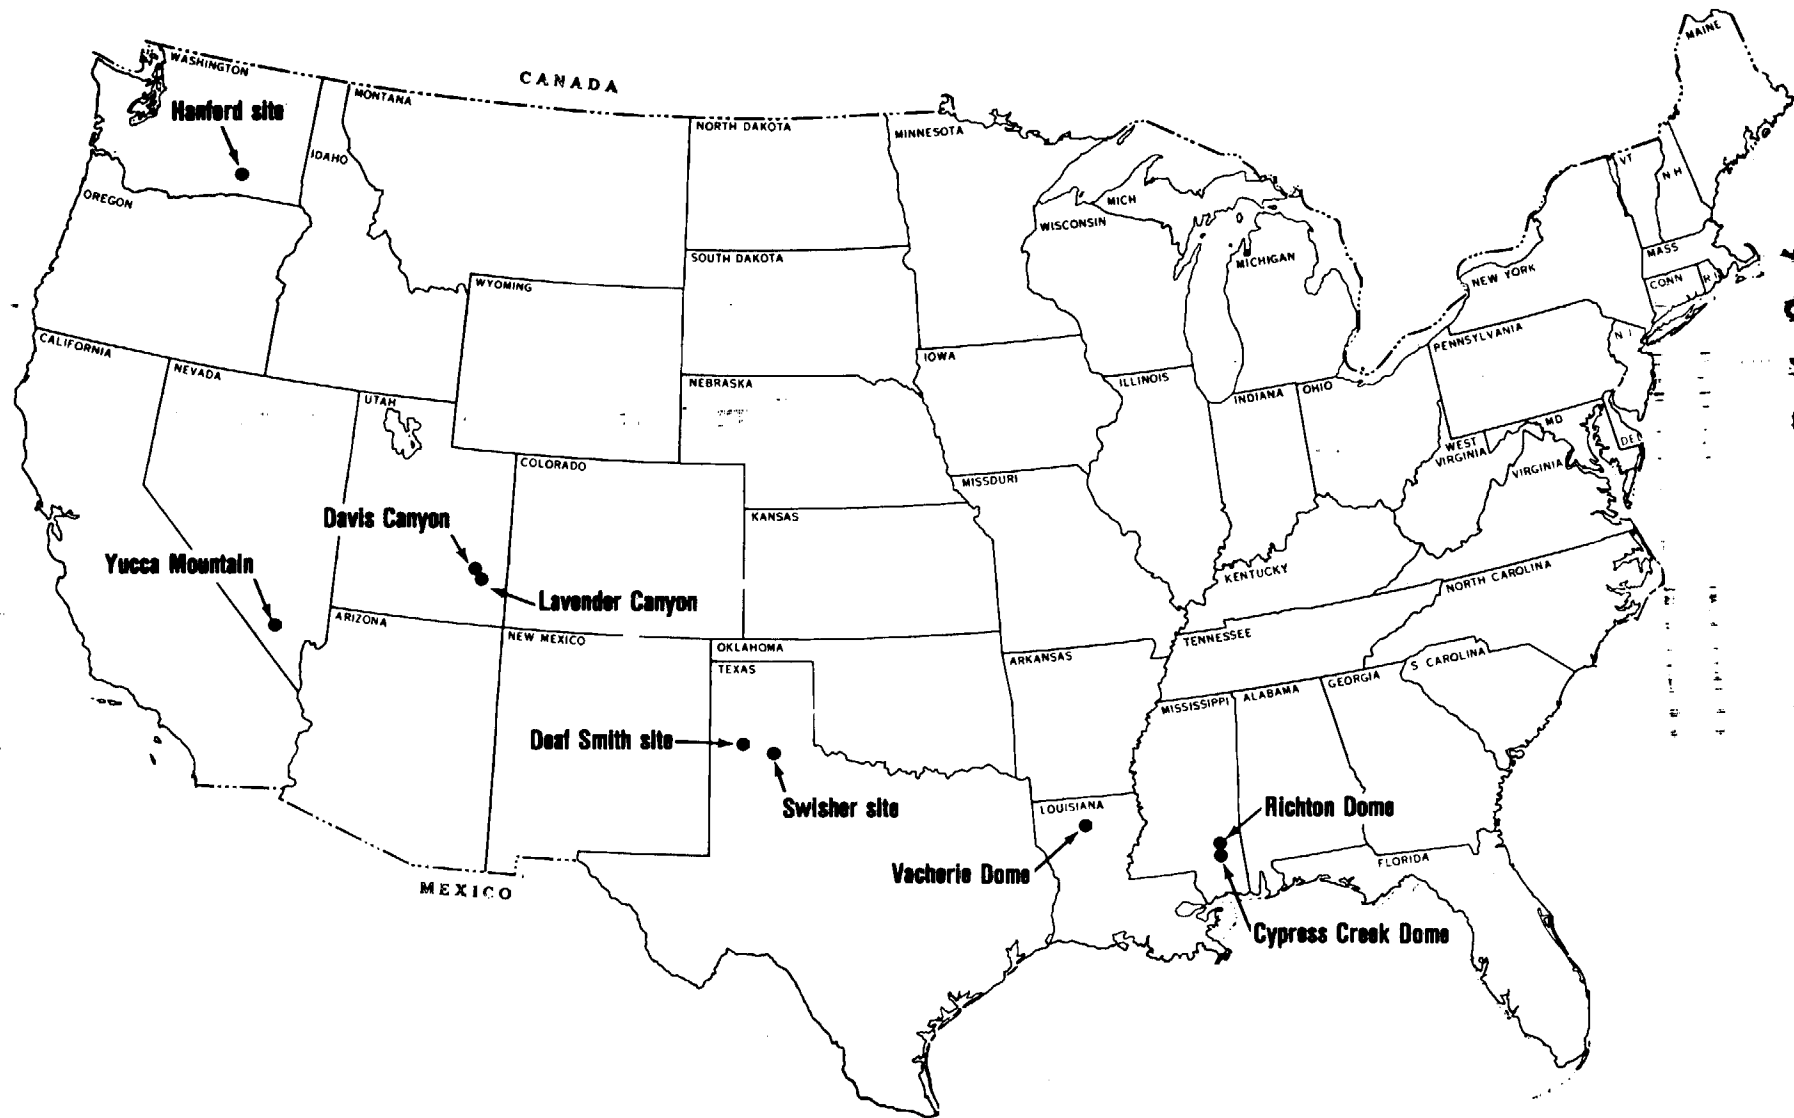 CANADA
MAINE
WASHINGTON
MONTANA
Hanford site
NORTH DAKOTA
MINNESOTA
IDAHO
VT
N H
OREGON
MICH
WISCONSIN
MICHIGAN
MASS
SOUTH DAKOTA
NEW YORK
CONN
R I
WYOMING
CALIFORNIA
PENNSYLVANIA
N J
IOWA
NEVADA
NEBRASKA
ILLINOIS
INDIANA
OHIO
UTAH
MD
DEL
WEST
VIRGINIA
VIRGINIA
COLORADO
MISSOURI
KANSAS
Davis Canyon
Yucca Mountain
KENTUCKY
NORTH CAROLINA
Lavender Canyon
ARIZONA
NEW MEXICO
OKLAHOMA
TENNESSEE
TEXAS
ARKANSAS
S CAROLINA
GEORGIA
MISSISSIPPI
ALABAMA
Deaf Smith site
Swisher site
LOUISIANA
Richton Dome
FLORIDA
Vacherie Dome
MEXICO
Cypress Creek Dome